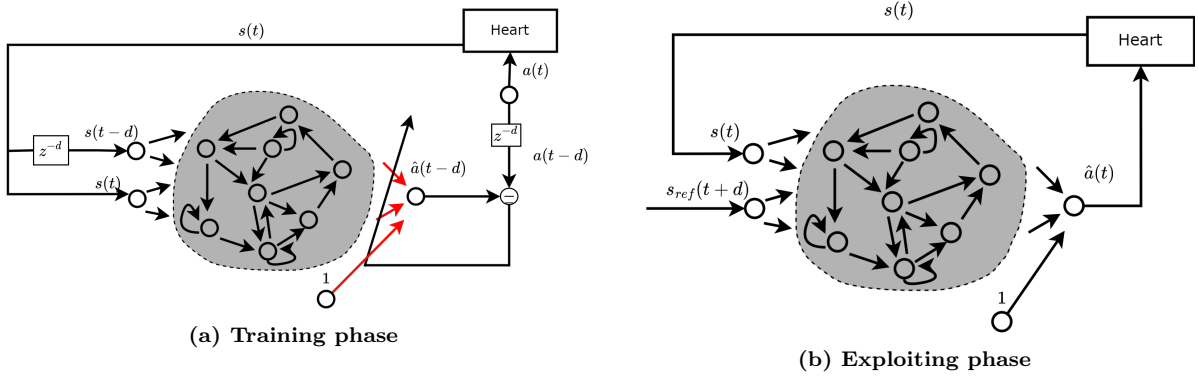 s(t)
Heart
a(t)
z^{-d}
s(t − d)
z^{-d}
a(t − d)
â(t − d)
s(t)
−
1
(a) Training phase
s(t)
Heart
s(t)
s_{ref}(t + d)
â(t)
1
(b) Exploiting phase